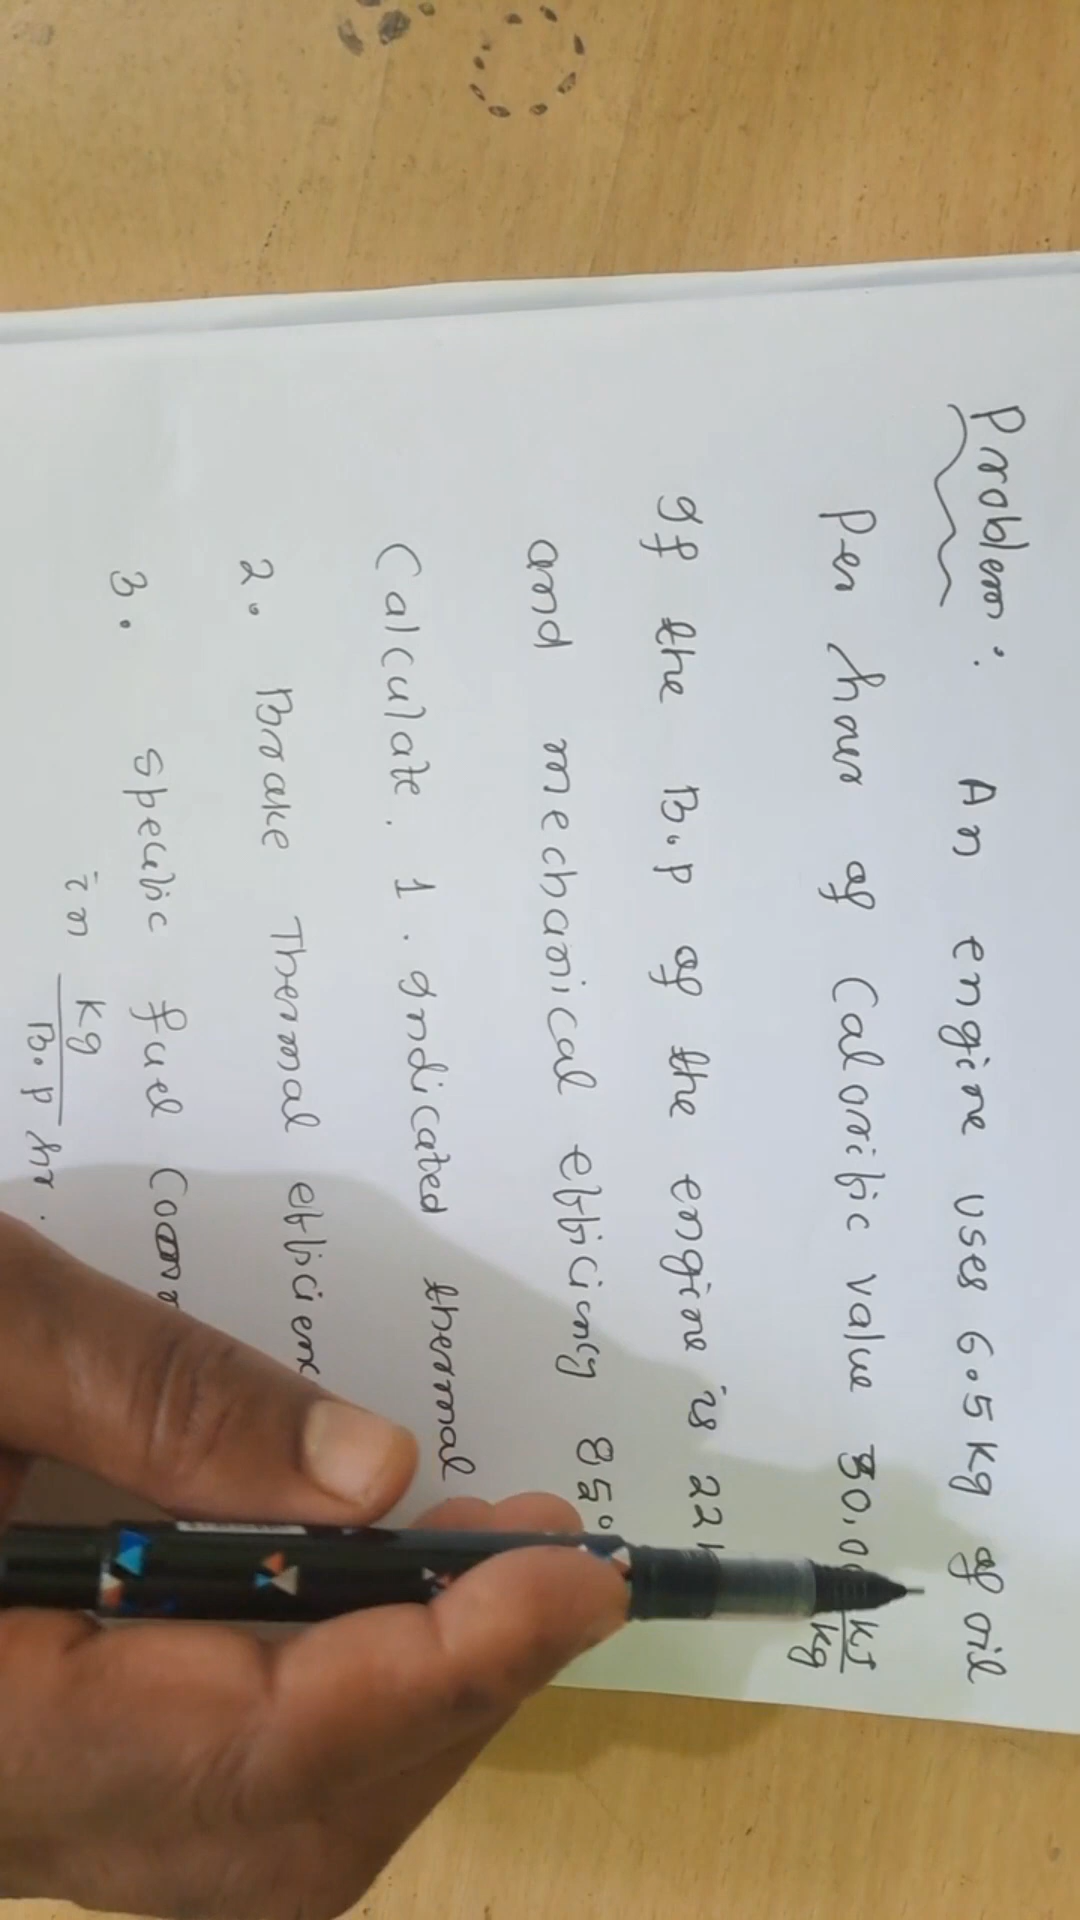 Problem: An engine uses 6.5 kg of oil
Per hour of Calorific value 30,0 kJ/kg
If the B.P of the engine is 22
and mechanical efficiency 85%
Calculate. 1. Indicated thermal
2. Brake Thermal
3. Specific fuel
in kg/B.P hr.